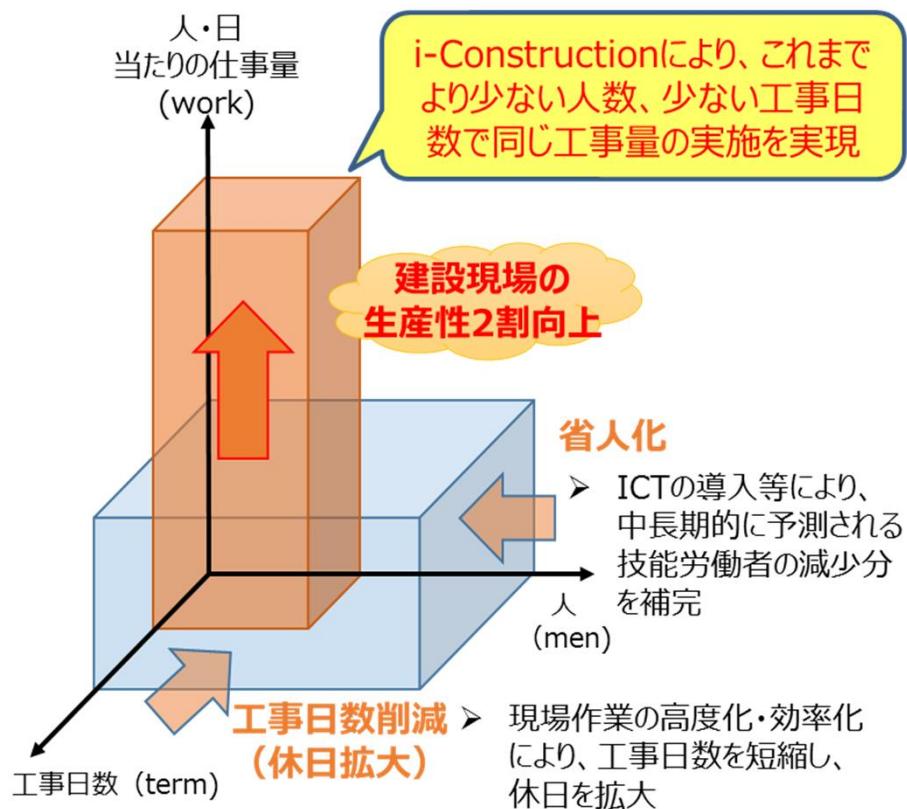 人・日
当たりの仕事量
(work)
i-Constructionにより、これまで
より少ない人数、少ない工事日
数で同じ工事量の実施を実現
建設現場の
生産性2割向上
省人化
➢ ICTの導入等により、
中長期的に予測される
技能労働者の減少分
を補完
人
(men)
工事日数削減
（休日拡大）
➢ 現場作業の高度化・効率化
により、工事日数を短縮し、
休日を拡大
工事日数（term)